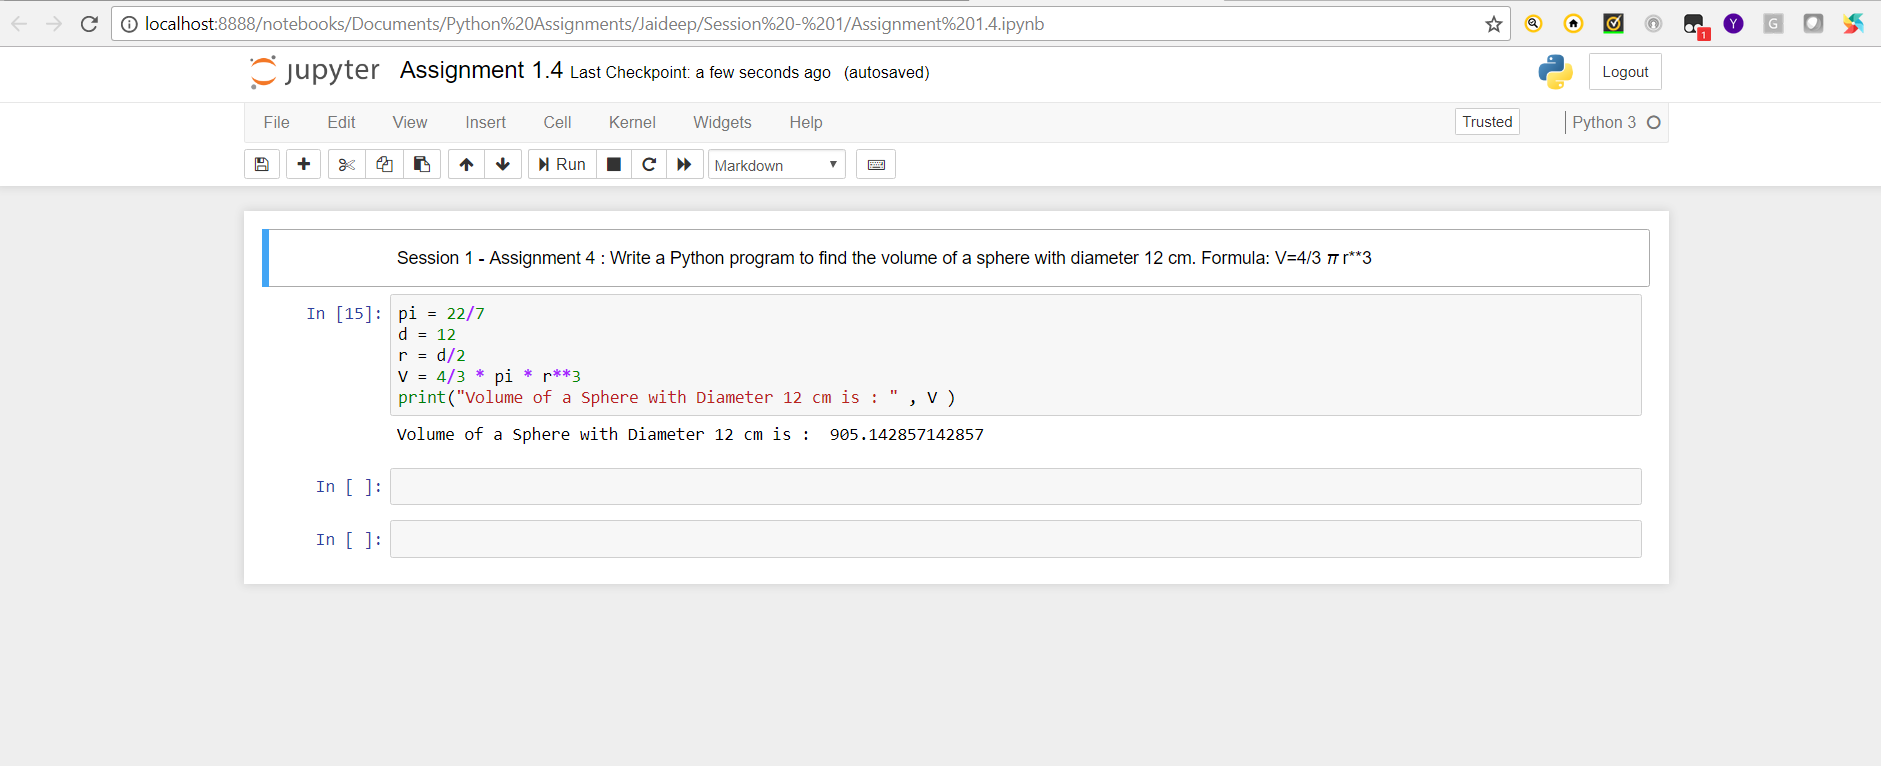 localhost:8888/notebooks/Documents/Python%20Assignments/Jaideep/Session%20-%201/Assignment%201.4.ipynb
1
Y
G
jupyter Assignment 1.4 Last Checkpoint: a few seconds ago (autosaved)
Logout
File Edit View Insert Cell Kernel Widgets Help
Trusted
Python 3
Run
Markdown
Session 1 - Assignment 4 : Write a Python program to find the volume of a sphere with diameter 12 cm. Formula: V=4/3 π r**3
In [15]:
pi = 22/7
d = 12
r = d/2
V = 4/3 * pi * r**3
print("Volume of a Sphere with Diameter 12 cm is : " , V )
Volume of a Sphere with Diameter 12 cm is :  905.142857142857
In [ ]:
In [ ]: